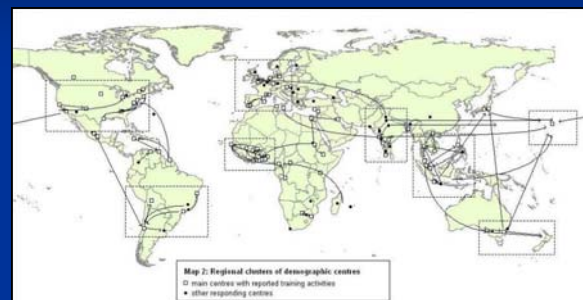 Map 2: Regional clusters of demographic centres
main centres with reported training activities
other responding centres